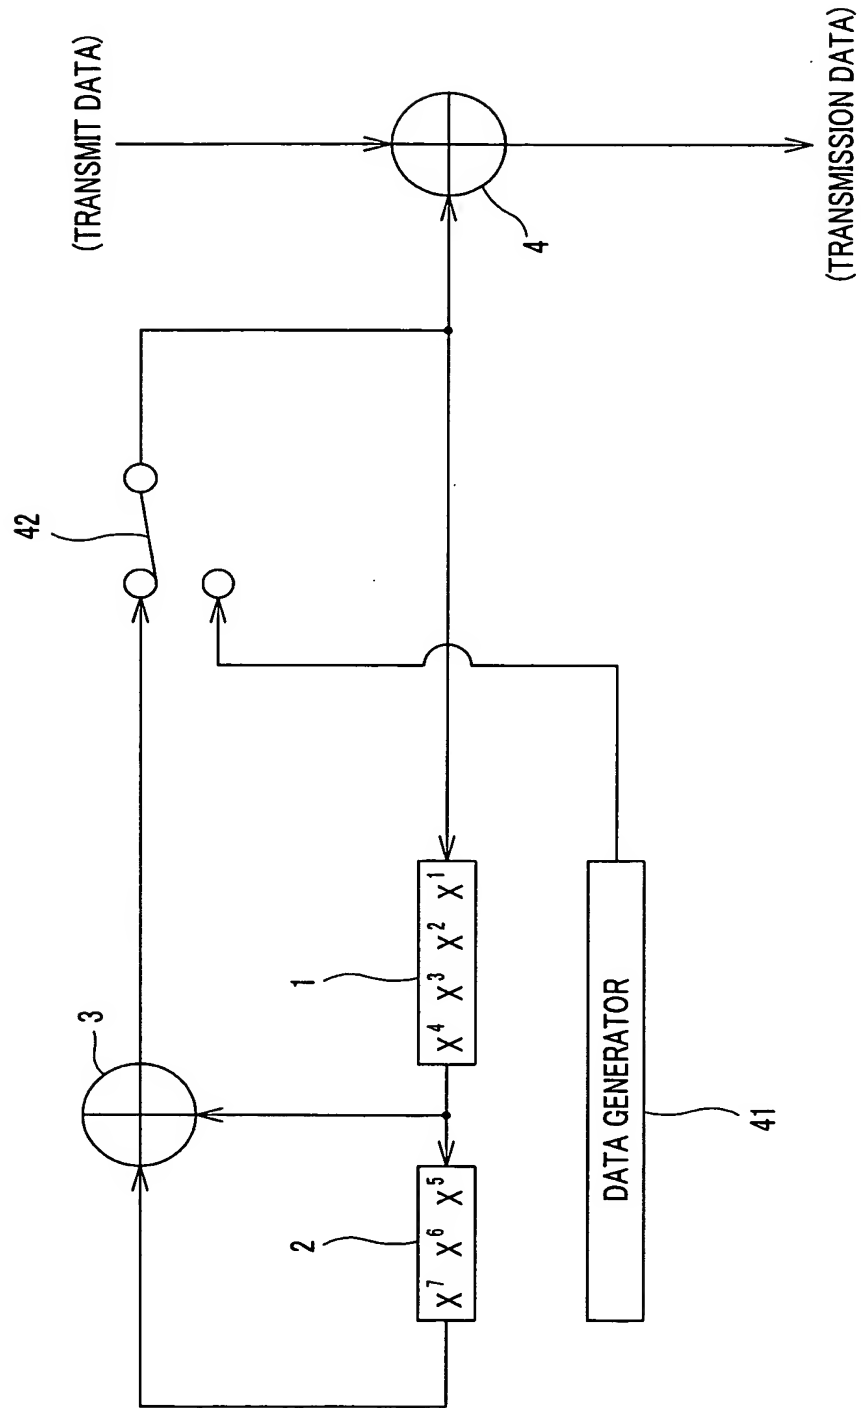 (TRANSMIT DATA)
4
(TRANSMISSION DATA)
42
3
1
X⁴ X³ X² X¹
2
X⁷ X⁶ X⁵
DATA GENERATOR
41